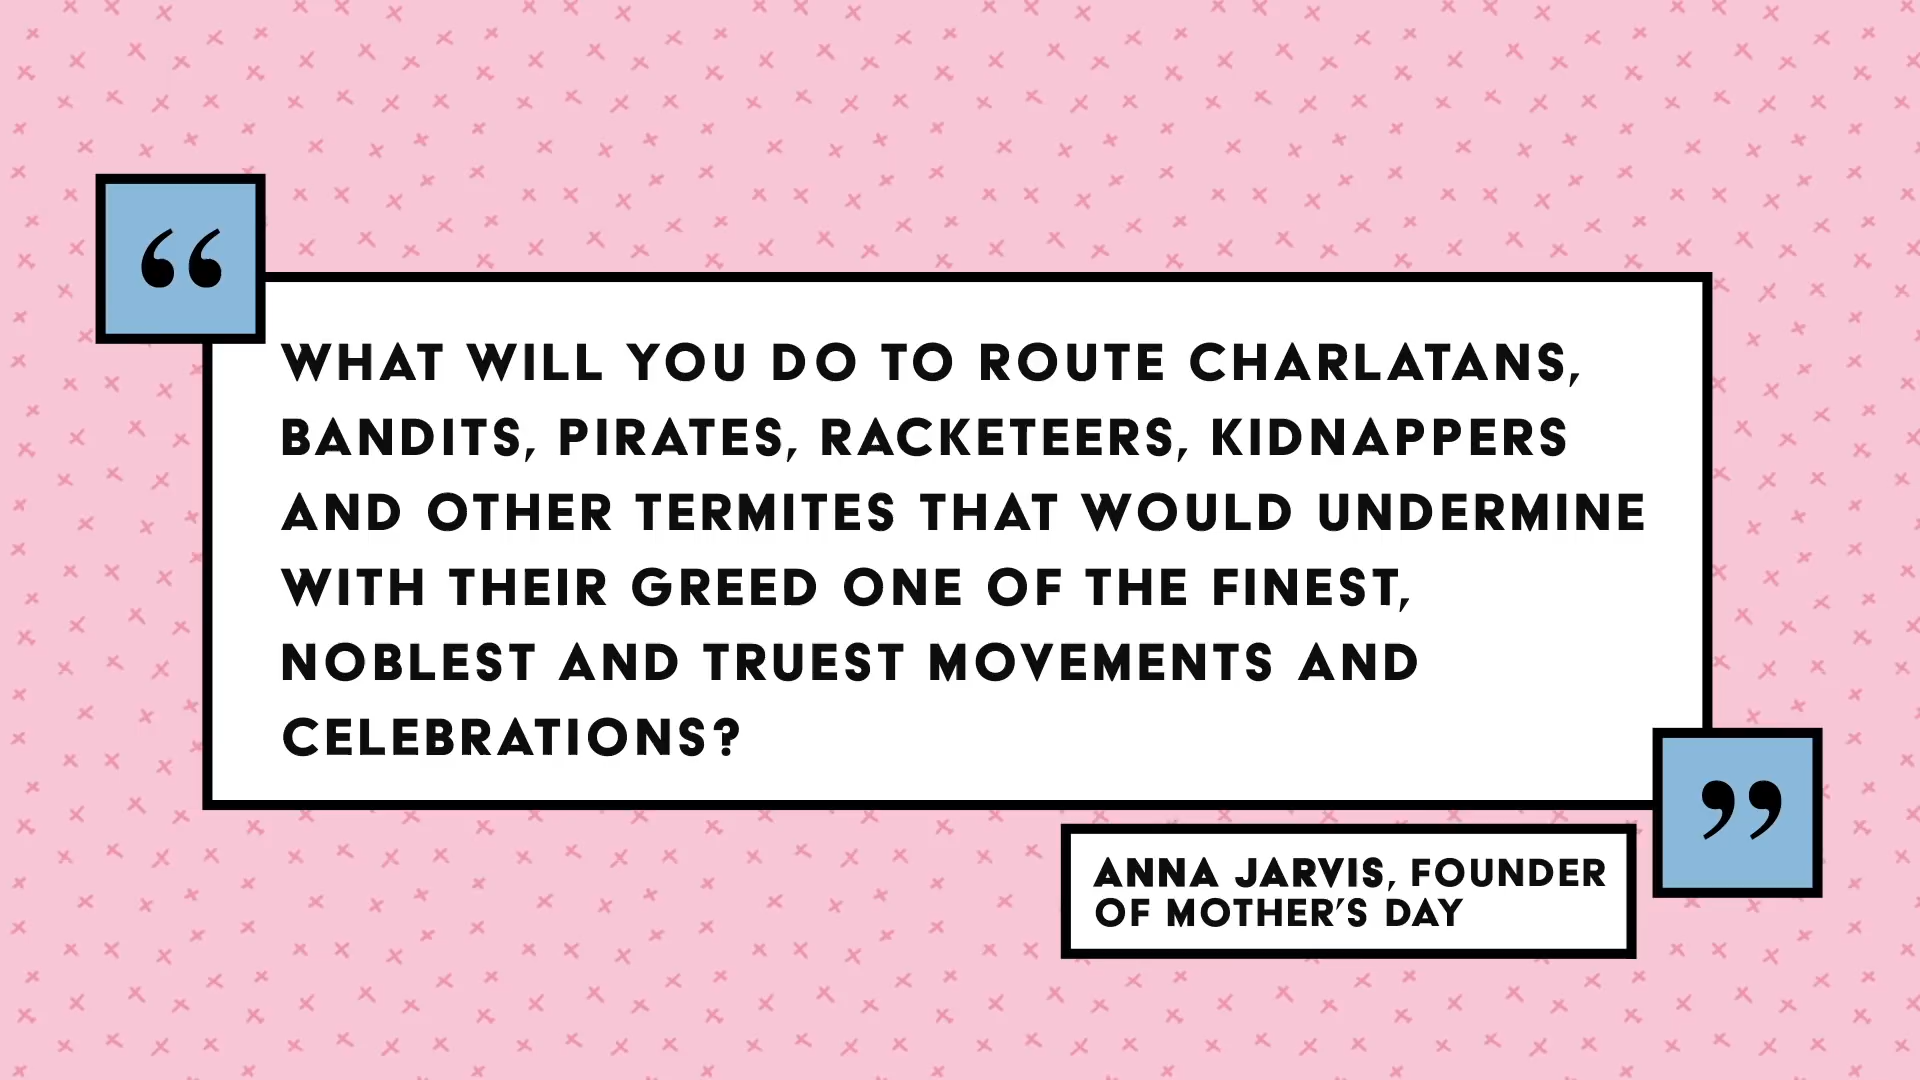 “
WHAT WILL YOU DO TO ROUTE CHARLATANS,
BANDITS, PIRATES, RACKETEERS, KIDNAPPERS
AND OTHER TERMITES THAT WOULD UNDERMINE
WITH THEIR GREED ONE OF THE FINEST,
NOBLEST AND TRUEST MOVEMENTS AND
CELEBRATIONS?
”
ANNA JARVIS, FOUNDER
OF MOTHER’S DAY